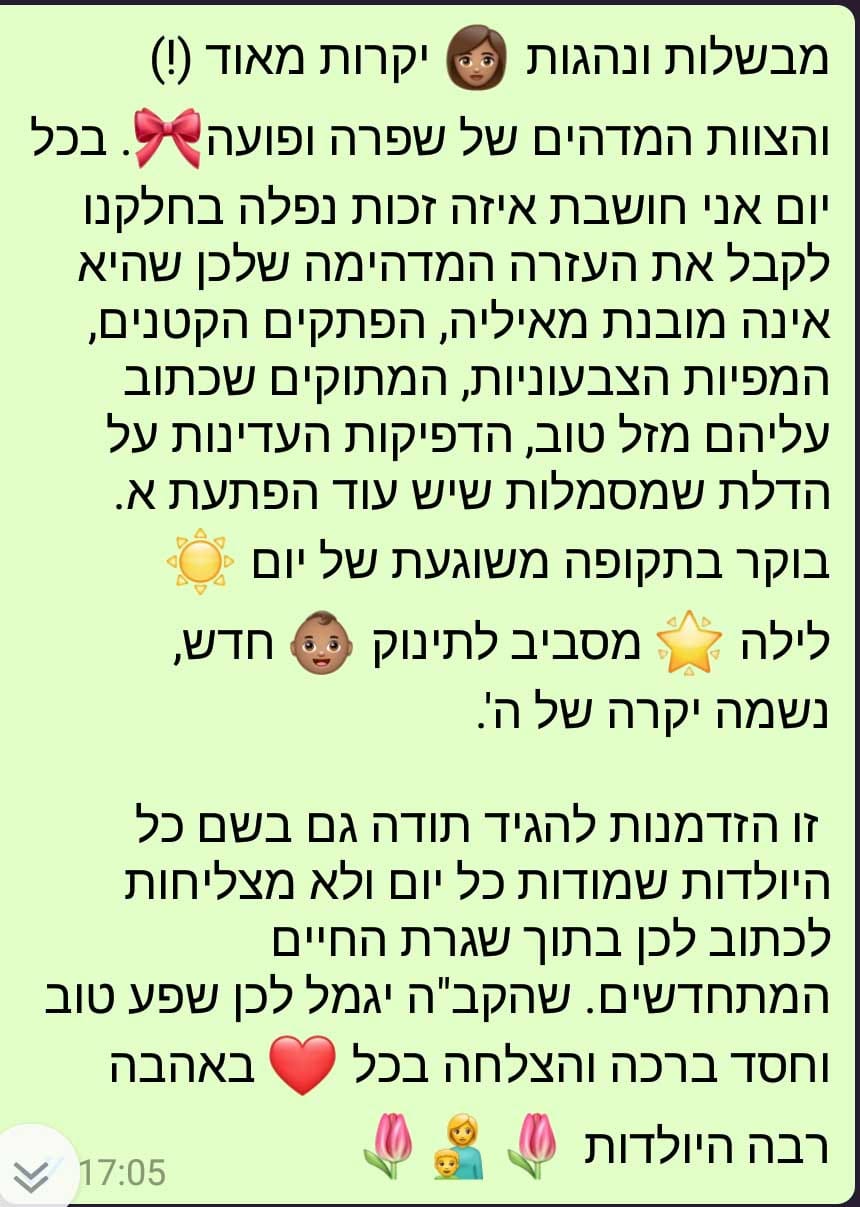 מבשלות ונהגות 👩🏽 יקרות מאוד (!)
והצוות המדהים של שפרה ופועה🎀. בכל
יום אני חושבת איזה זכות נפלה בחלקנו
לקבל את העזרה המדהימה שלכן שהיא
אינה מובנת מאיליה, הפתקים הקטנים,
המפיות הצבעוניות, המתוקים שכתוב
עליהם מזל טוב, הדפיקות העדינות על
הדלת שמסמלות שיש עוד הפתעת א.
בוקר בתקופה משוגעת של יום ☀️
לילה 🌟 מסביב לתינוק 👶🏽 חדש,
נשמה יקרה של ה'.
זו הזדמנות להגיד תודה גם בשם כל
היולדות שמודות כל יום ולא מצליחות
לכתוב לכן בתוך שגרת החיים
המתחדשים. שהקב"ה יגמל לכן שפע טוב
וחסד ברכה והצלחה בכל ❤️ באהבה
רבה היולדות 🌷 👩‍👦 🌷
17:05